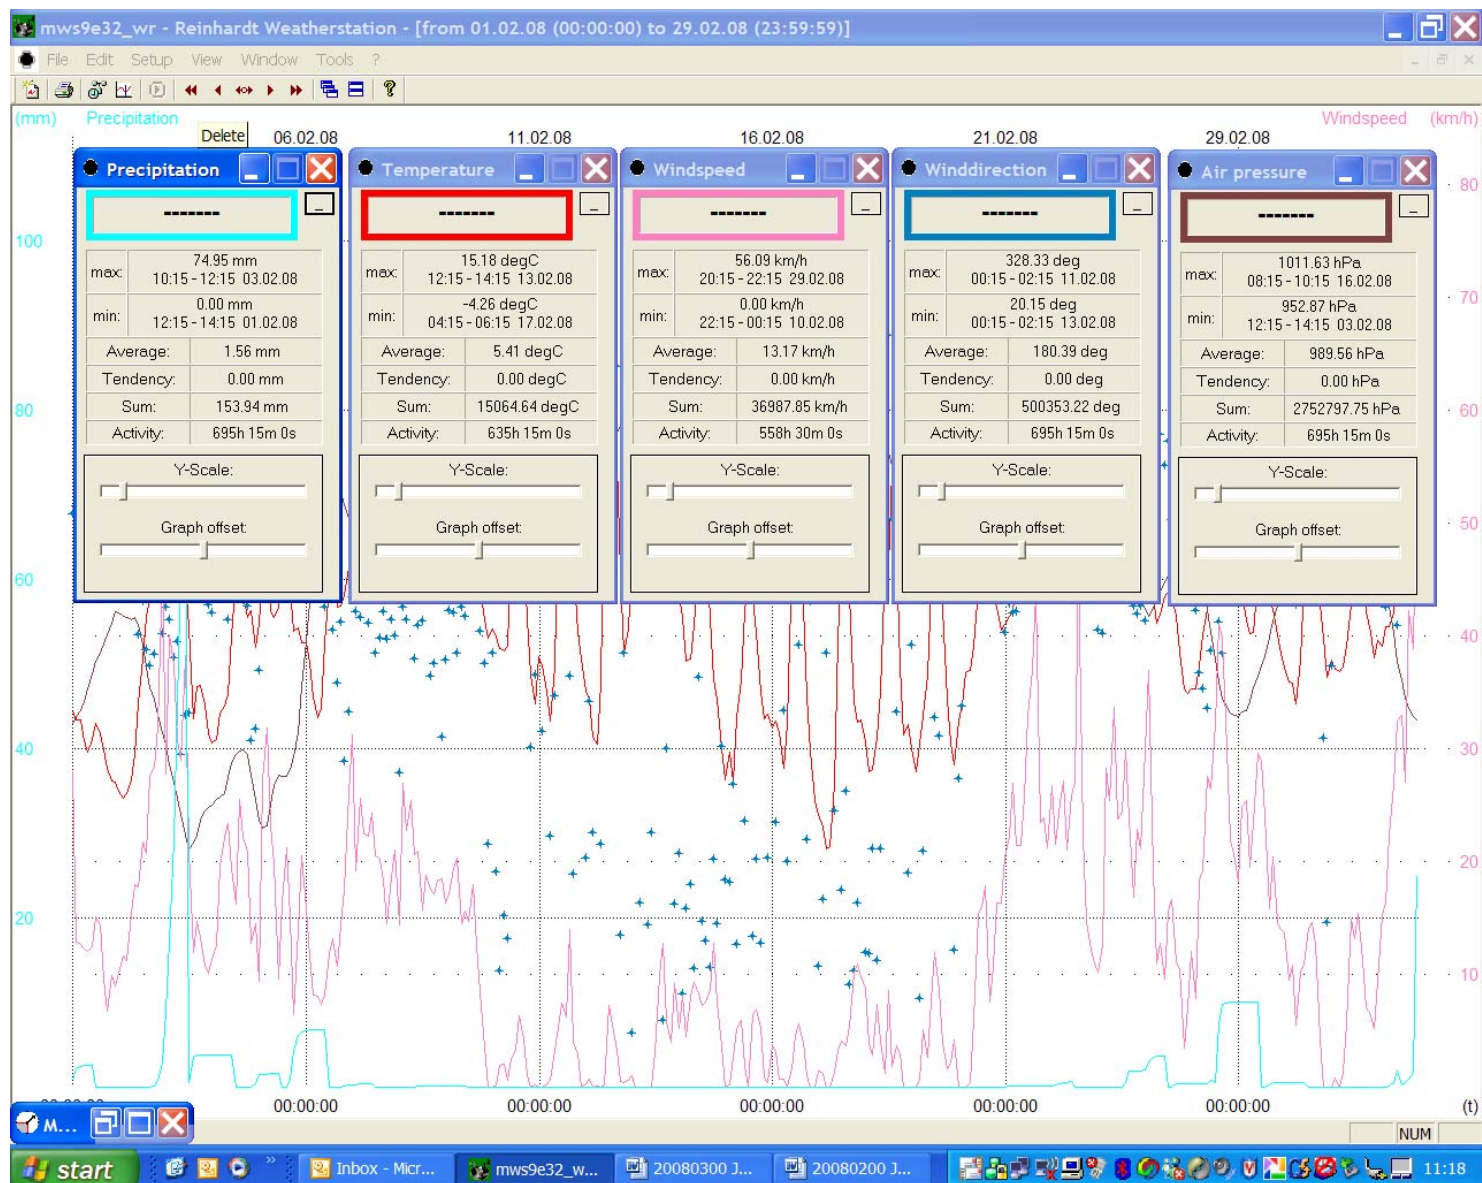 mws9e32_wr - Reinhardt Weatherstation - [from 01.02.08 (00:00:00) to 29.02.08 (23:59:59)]
File Edit Setup View Window Tools ?
(mm) Precipitation Windspeed (km/h)
Delete
06.02.08 11.02.08 16.02.08 21.02.08 29.02.08
Precipitation
-------
max: 74.95 mm
10:15 - 12:15 03.02.08
min: 0.00 mm
12:15 - 14:15 01.02.08
Average: 1.56 mm
Tendency: 0.00 mm
Sum: 153.94 mm
Activity: 695h 15m 0s
Y-Scale:
Graph offset:
Temperature
-------
max: 15.18 degC
12:15 - 14:15 13.02.08
min: -4.26 degC
04:15 - 06:15 17.02.08
Average: 5.41 degC
Tendency: 0.00 degC
Sum: 15064.64 degC
Activity: 635h 15m 0s
Y-Scale:
Graph offset:
Windspeed
-------
max: 56.09 km/h
20:15 - 22:15 29.02.08
min: 0.00 km/h
22:15 - 00:15 10.02.08
Average: 13.17 km/h
Tendency: 0.00 km/h
Sum: 36987.85 km/h
Activity: 558h 30m 0s
Y-Scale:
Graph offset:
Winddirection
-------
max: 328.33 deg
00:15 - 02:15 11.02.08
min: 20.15 deg
00:15 - 02:15 13.02.08
Average: 180.39 deg
Tendency: 0.00 deg
Sum: 500353.22 deg
Activity: 695h 15m 0s
Y-Scale:
Graph offset:
Air pressure
-------
max: 1011.63 hPa
08:15 - 10:15 16.02.08
min: 952.87 hPa
12:15 - 14:15 03.02.08
Average: 989.56 hPa
Tendency: 0.00 hPa
Sum: 2752797.75 hPa
Activity: 695h 15m 0s
Y-Scale:
Graph offset:
100
80
60
40
20
80
70
60
50
40
30
20
10
00:00:00 00:00:00 00:00:00 00:00:00 00:00:00 (t)
M...
NUM
start
Inbox - Micr...
mws9e32_w...
20080300 J...
20080200 J...
11:18